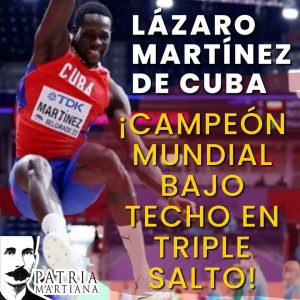 LÁZARO
MARTÍNEZ
DE CUBA
¡CAMPEÓN
MUNDIAL
BAJO
TECHO EN
TRIPLE
SALTO!
CUBA
TDK
MARTÍNEZ
BELGRADE 22
PATRIA
MARTIANA